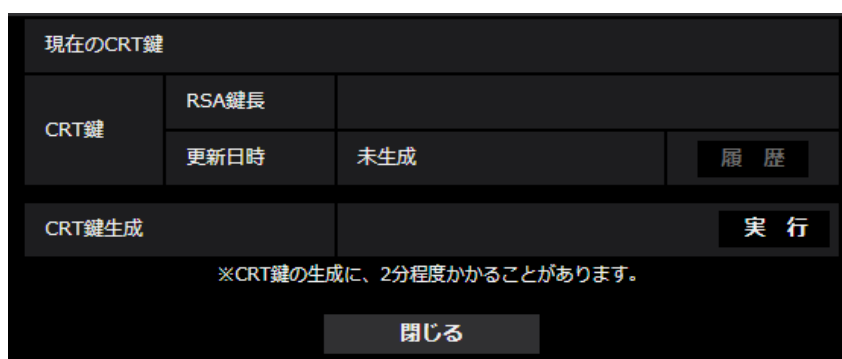 現在のCRT鍵
CRT鍵
RSA鍵長
更新日時 未生成 履 歴
CRT鍵生成 実 行
※CRT鍵の生成に、2分程度かかることがあります。
閉じる